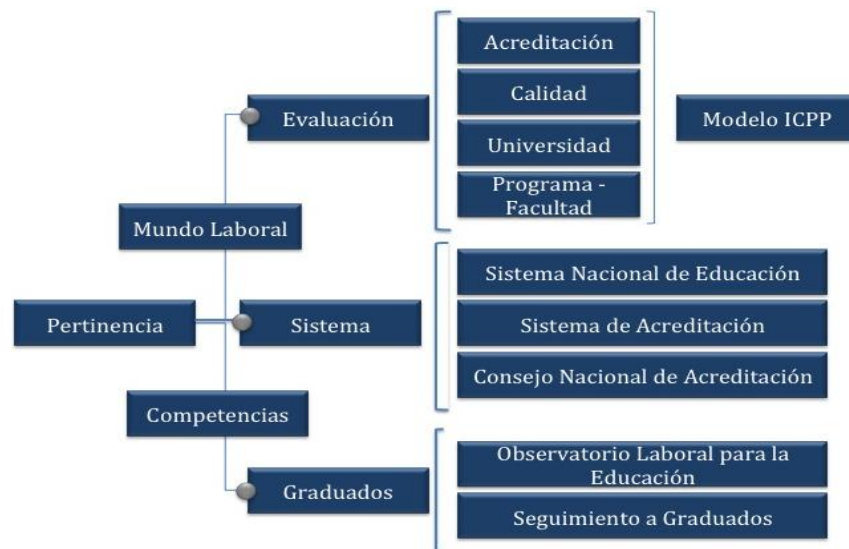 Acreditación
Calidad
Evaluación
Modelo ICPP
Universidad
Programa -
Facultad
Mundo Laboral
Sistema Nacional de Educación
Pertinencia
Sistema
Sistema de Acreditación
Consejo Nacional de Acreditación
Competencias
Observatorio Laboral para la
Educación
Graduados
Seguimiento a Graduados